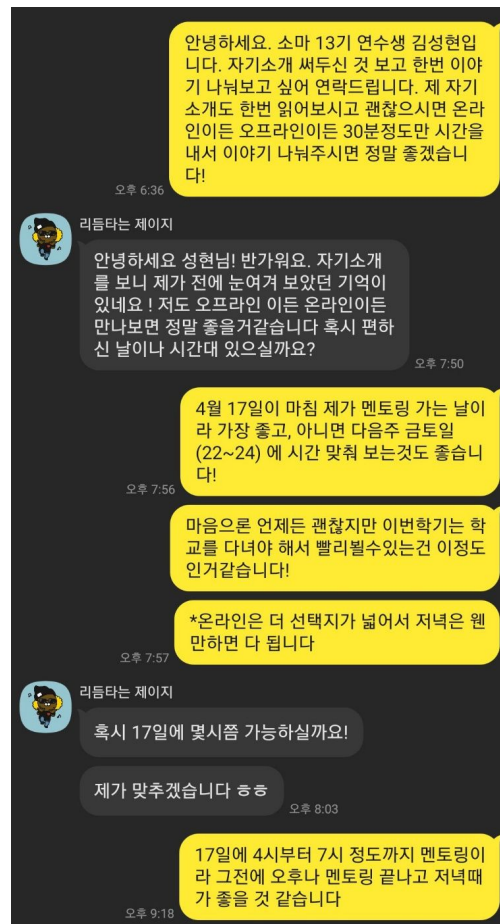 안녕하세요. 소마 13기 연수생 김성현입
니다. 자기소개 써두신 것 보고 한번 이야
기 나눠보고 싶어 연락드립니다. 제 자기
소개도 한번 읽어보시고 괜찮으시면 온라
인이든 오프라인이든 30분정도만 시간을
내서 이야기 나눠주시면 정말 좋겠습니
다!
오후 6:36
리듬타는 제이지
안녕하세요 성현님! 반가워요. 자기소개
를 보니 제가 전에 눈여겨 보았던 기억이
있네요 ! 저도 오프라인 이든 온라인이든
만나보면 정말 좋을거같습니다 혹시 편하
신 날이나 시간대 있으실까요?
오후 7:50
4월 17일이 마침 제가 멘토링 가는 날이
라 가장 좋고, 아니면 다음주 금토일
(22~24) 에 시간 맞춰 보는것도 좋습니
다!
오후 7:56
마음으론 언제든 괜찮지만 이번학기는 학
교를 다녀야 해서 빨리뵐수있는건 이정도
인거같습니다!
*온라인은 더 선택지가 넓어서 저녁은 웬
만하면 다 됩니다
오후 7:57
리듬타는 제이지
혹시 17일에 몇시쯤 가능하실까요!
제가 맞추겠습니다 ㅎㅎ
오후 8:03
17일에 4시부터 7시 정도까지 멘토링이
라 그전에 오후나 멘토링 끝나고 저녁때
가 좋을 것 같습니다
오후 9:18